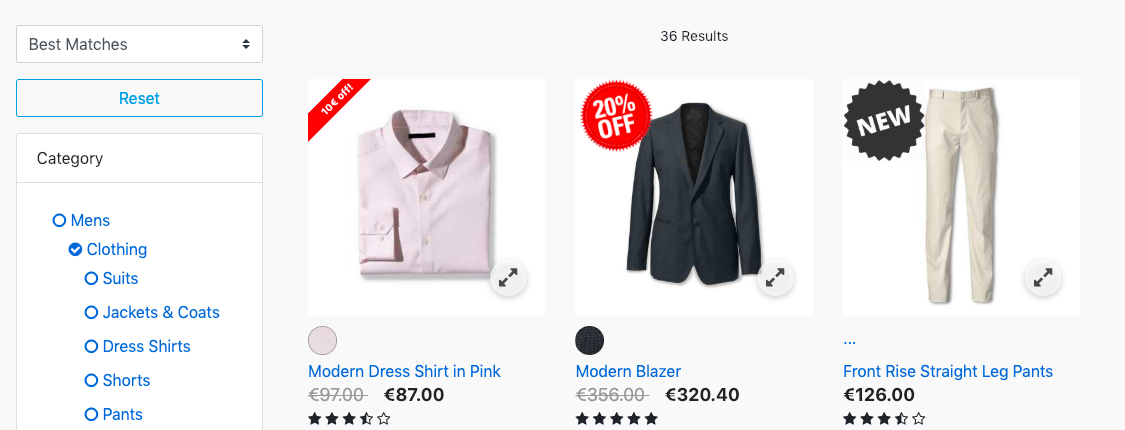 Best Matches
36 Results
Reset
Category
Mens
Clothing
Suits
Jackets & Coats
Dress Shirts
Shorts
Pants
10€ off!
Modern Dress Shirt in Pink
€97.00 €87.00
20%
OFF
Modern Blazer
€356.00 €320.40
NEW
...
Front Rise Straight Leg Pants
€126.00